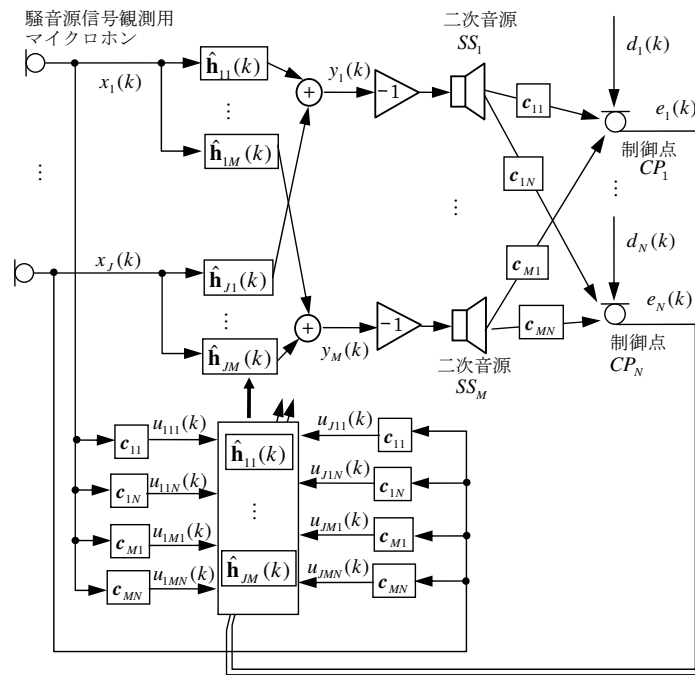 騒音源信号観測用
マイクロホン
x_1(k)
ĥ_11(k)
⋯
ĥ_1M(k)
⋮
x_J(k)
ĥ_J1(k)
⋯
ĥ_JM(k)
+
+
y_1(k)
y_M(k)
−1
−1
二次音源
SS_1
⋮
二次音源
SS_M
c_11
c_1N
c_M1
c_MN
d_1(k)
e_1(k)
制御点
CP_1
⋮
d_N(k)
e_N(k)
制御点
CP_N
c_11 u_111(k)
c_1N u_11N(k)
c_M1 u_1M1(k)
c_MN u_1MN(k)
ĥ_11(k)
⋮
ĥ_JM(k)
u_J11(k) c_11
u_J1N(k) c_1N
u_JM1(k) c_M1
u_JMN(k) c_MN